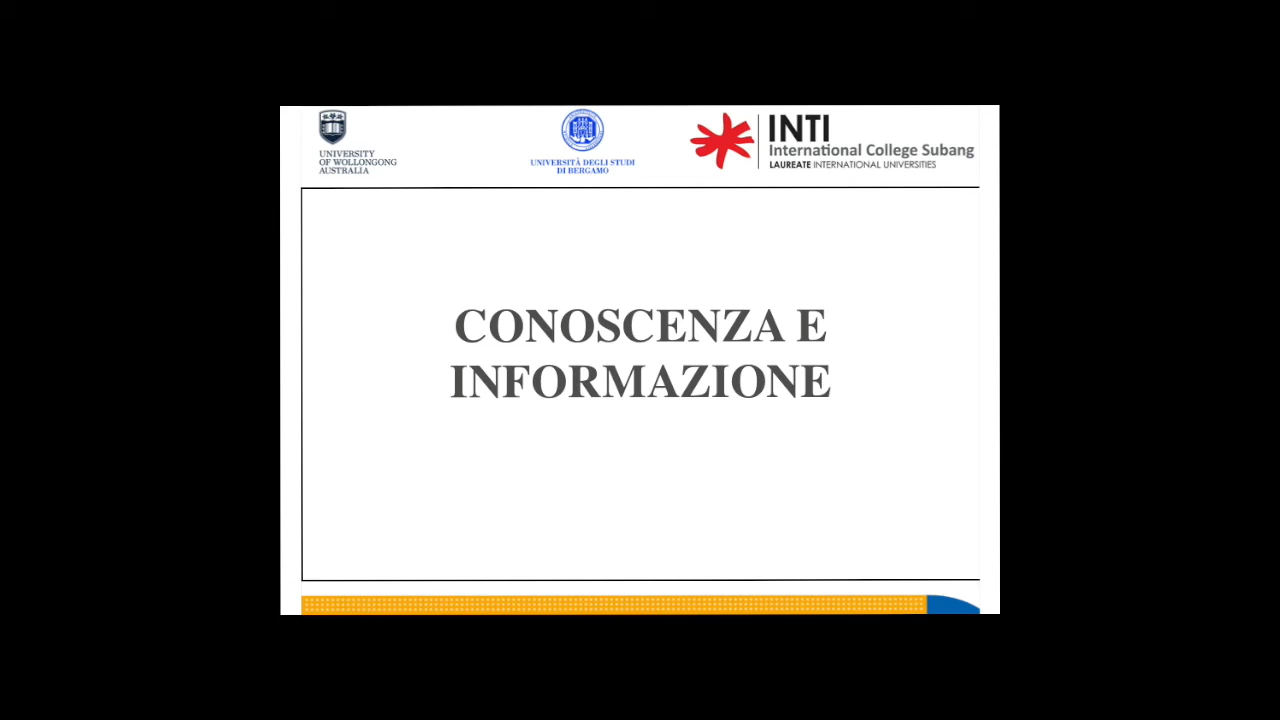 UNIVERSITY
OF WOLLONGONG
AUSTRALIA
UNIVERSITÀ DEGLI STUDI
DI BERGAMO
INTI
International College Subang
LAUREATE INTERNATIONAL UNIVERSITIES
CONOSCENZA E
INFORMAZIONE